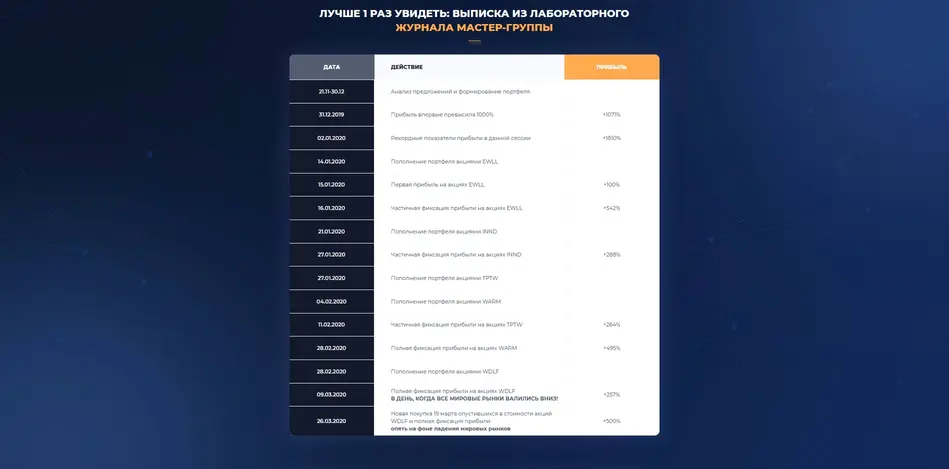 ЛУЧШЕ 1 РАЗ УВИДЕТЬ: ВЫПИСКА ИЗ ЛАБОРАТОРНОГО
ЖУРНАЛА МАСТЕР-ГРУППЫ
ДАТА ДЕЙСТВИЕ ПРИБЫЛЬ
21.11-30.12 Анализ предложений и формирование портфеля
31.12.2019 Прибыль впервые превысила 1000% +1071%
02.01.2020 Рекордные показатели прибыли в данной сессии +1810%
14.01.2020 Пополнение портфеля акциями EWLL
15.01.2020 Первая прибыль на акциях EWLL +100%
16.01.2020 Частичная фиксация прибыли на акциях EWLL +542%
21.01.2020 Пополнение портфеля акциями INND
27.01.2020 Частичная фиксация прибыли на акциях INND +288%
27.01.2020 Пополнение портфеля акциями TPTW
04.02.2020 Пополнение портфеля акциями WARM
11.02.2020 Частичная фиксация прибыли на акциях TPTW +264%
28.02.2020 Полная фиксация прибыли на акциях WARM +495%
28.02.2020 Пополнение портфеля акциями WDLF
09.03.2020 Полная фиксация прибыли на акциях WDLF +257%
В ДЕНЬ, КОГДА ВСЕ МИРОВЫЕ РЫНКИ ВАЛИЛИСЬ ВНИЗ!
Новая покупка 19 марта опустившихся в стоимости акций
26.03.2020 WDLF и полная фиксация прибыли +500%
опять на фоне падения мировых рынков